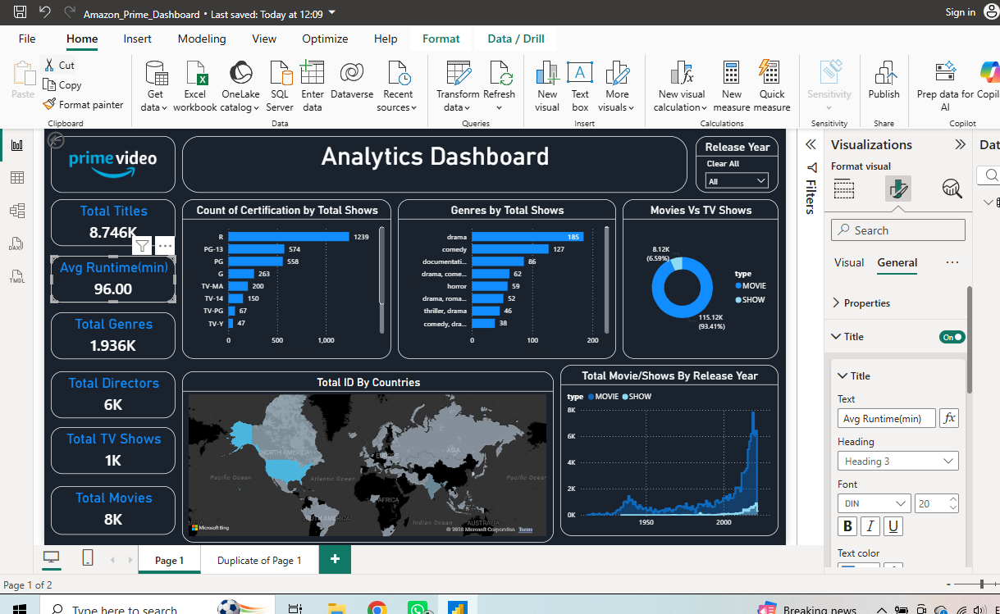 Amazon_Prime_Dashboard • Last saved: Today at 12:09
Sign in
File Home Insert Modeling View Optimize Help Format Data / Drill
Paste
Cut
Copy
Format painter
Clipboard
Get data
Excel workbook
OneLake catalog
SQL Server
Enter data
Dataverse
Recent sources
Data
Transform data
Refresh
Queries
New visual
Text box
More visuals
Insert
New visual calculation
New measure
Quick measure
Calculations
Sensitivity
Sensitivity
Publish
Share
Prep data for AI
Copil
Copilot
prime video
Analytics Dashboard
Release Year
Clear All
All
Total Titles
8.746K
Avg Runtime(min)
96.00
Total Genres
1.936K
Total Directors
6K
Total TV Shows
1K
Total Movies
8K
Count of Certification by Total Shows
R 1239
PG-13 574
PG 558
G 263
TV-MA 200
TV-14 150
TV-PG 67
TV-Y 47
0 500 1,000
Genres by Total Shows
drama 185
comedy 127
documentati... 86
drama, come... 62
horror 59
drama, roma... 52
thriller, drama 46
comedy, dra... 38
0 100 200
Movies Vs TV Shows
8.12K
(6.59%)
115.12K
(93.41%)
type
MOVIE
SHOW
Total ID By Countries
NORTH AMERICA
EUROPE
ASIA
Pacific Ocean
Atlantic Ocean
Pacific
AFRICA
SOUTH AMERICA
Indian Ocean
AUSTRALIA
Microsoft Bing
Microsoft Corporation Terms
Total Movie/Shows By Release Year
type MOVIE SHOW
8K
6K
4K
2K
0K
1950 2000
Filters
Visualizations
Format visual
Search
Visual General
Properties
Title
On
Title
Text
Avg Runtime(min)
fx
Heading
Heading 3
Font
DIN 20
B I U
Text color
Dat
Page 1
Duplicate of Page 1
+
Page 1 of 2
Type here to search
Breaking news